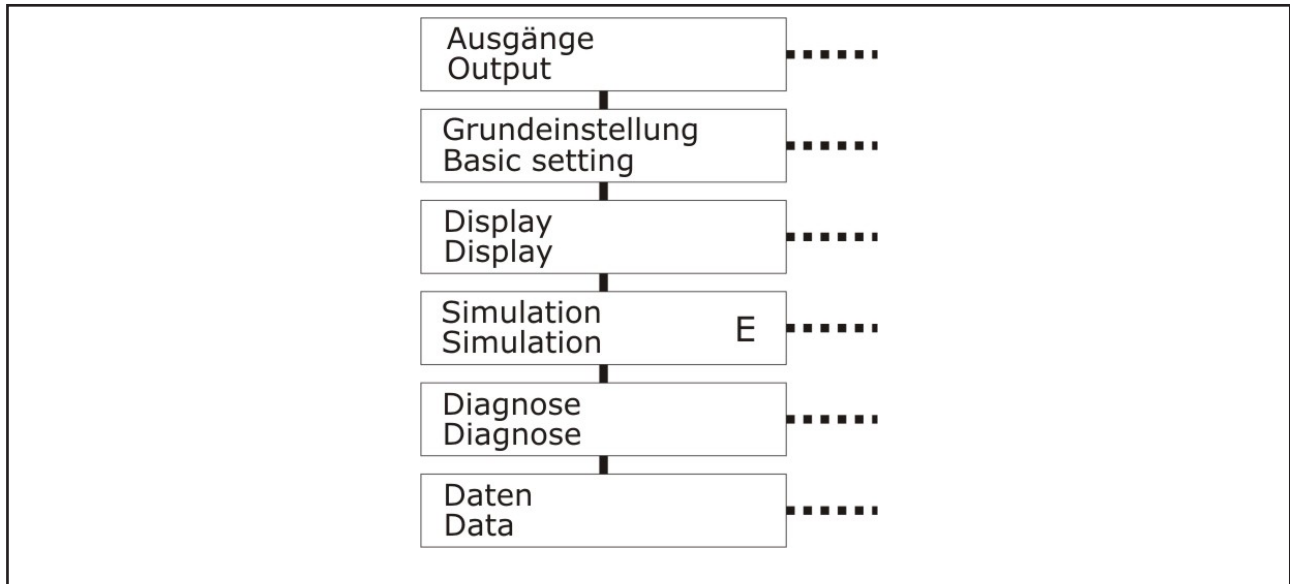 Ausgänge
Output
Grundeinstellung
Basic setting
Display
Display
Simulation
Simulation
E
Diagnose
Diagnose
Daten
Data